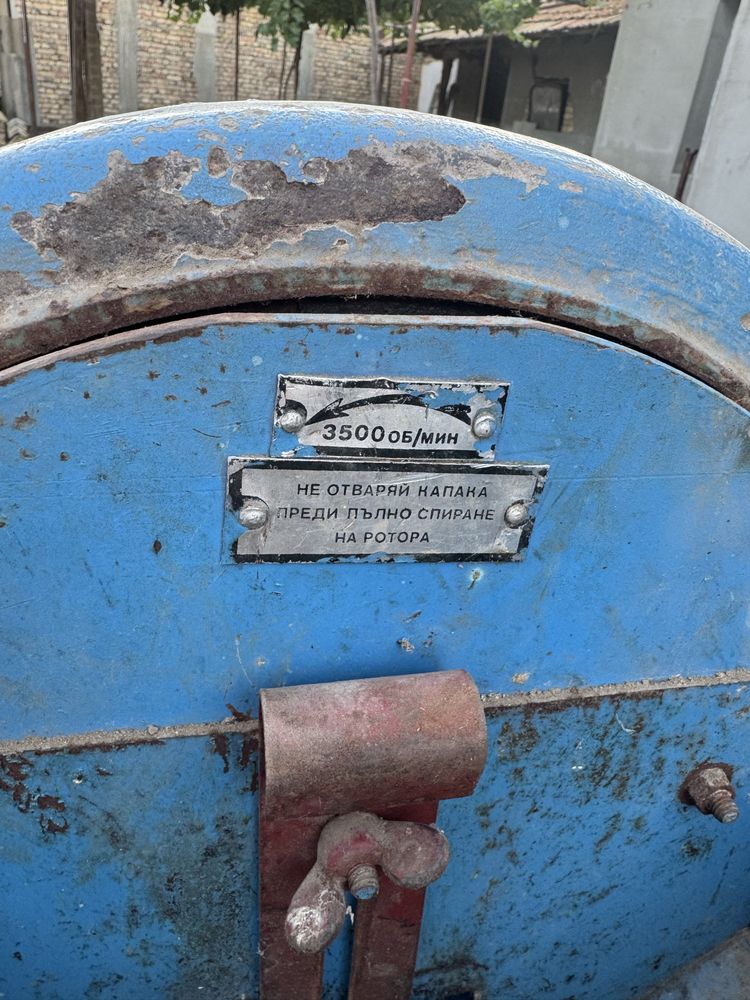 3500 ОБ/МИН
НЕ ОТВАРЯЙ КАПАКА
ПРЕДИ ПЪЛНО СПИРАНЕ
НА РОТОРА